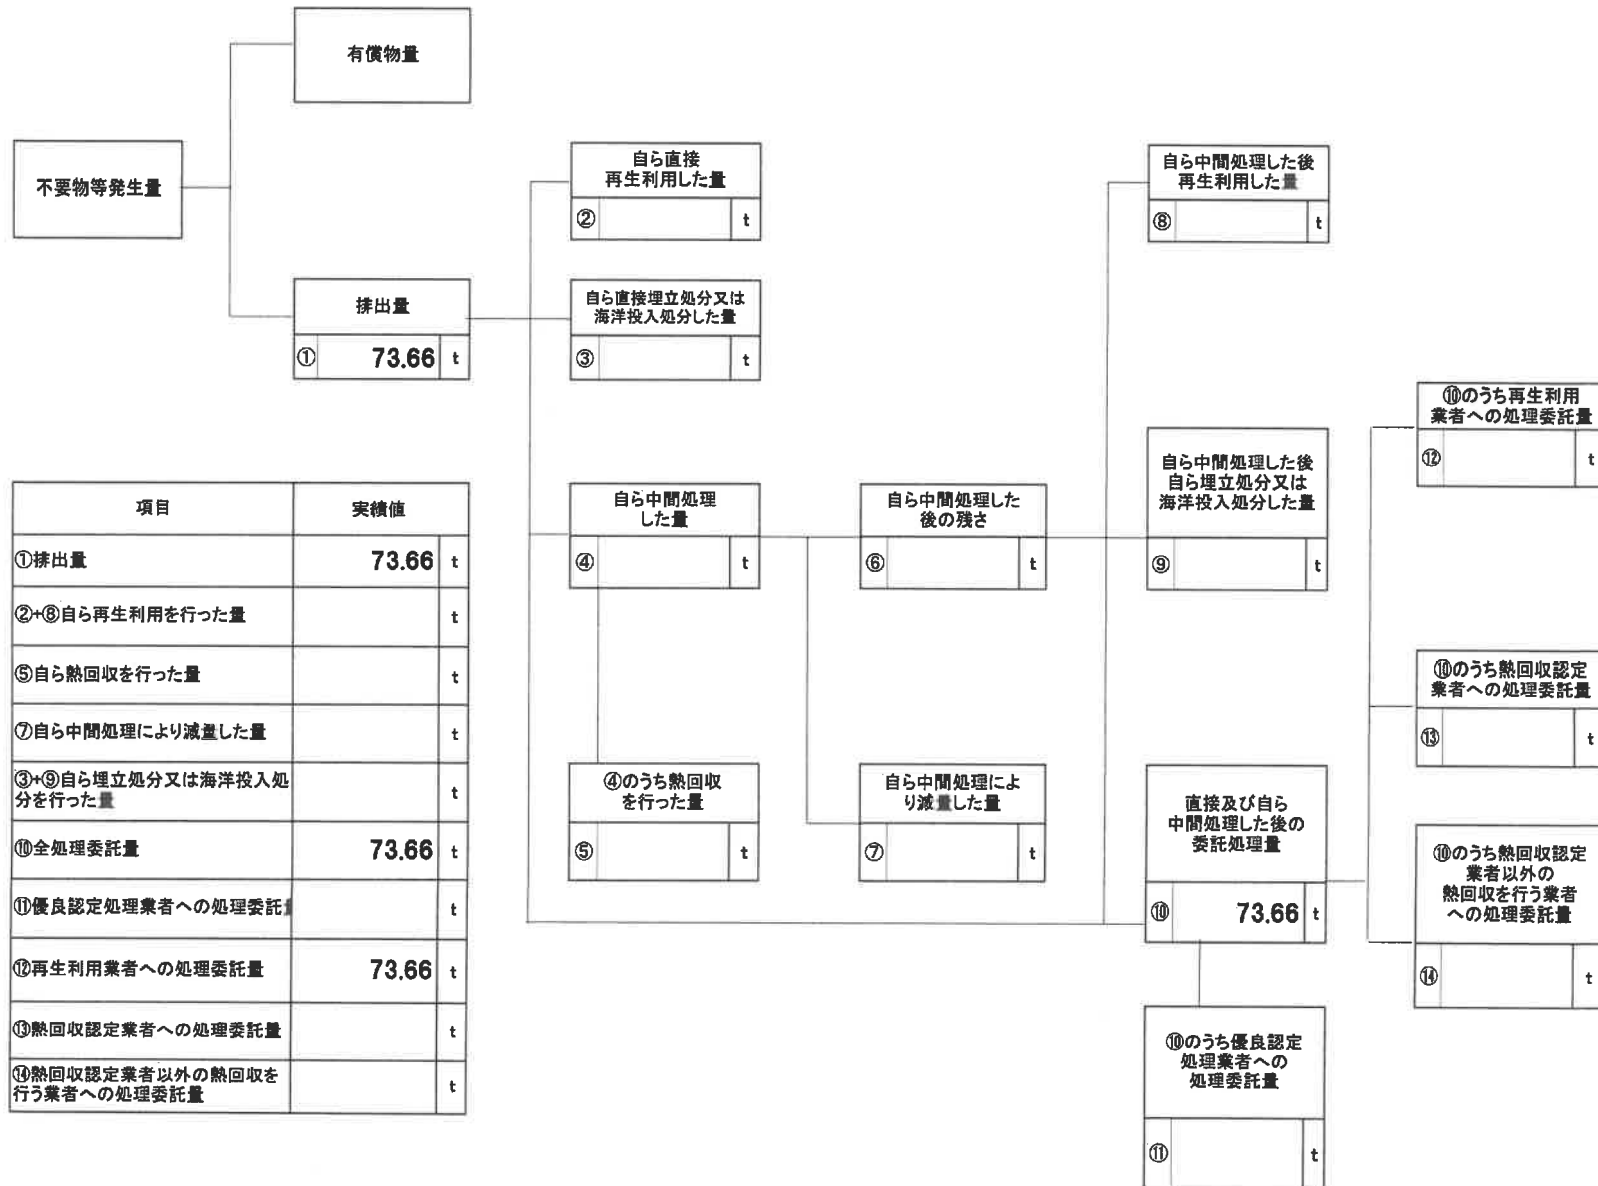 有償物量
不要物等発生量
排出量
① 73.66 t
自ら直接
再生利用した量
② t
自ら直接埋立処分又は
海洋投入処分した量
③ t
自ら中間処理した後
再生利用した量
⑧ t
自ら中間処理
した量
④ t
自ら中間処理した
後の残さ
⑥ t
自ら中間処理した後
自ら埋立処分又は
海洋投入処分した量
⑨ t
④のうち熱回収
を行った量
⑤ t
自ら中間処理によ
り減量した量
⑦ t
直接及び自ら
中間処理した後の
委託処理量
⑩ 73.66 t
⑩のうち再生利用
業者への処理委託量
⑫ t
⑩のうち熱回収認定
業者への処理委託量
⑬ t
⑩のうち熱回収認定
業者以外の
熱回収を行う業者
への処理委託量
⑭ t
⑩のうち優良認定
処理業者への
処理委託量
⑪ t
項目 実績値
①排出量 73.66 t
②+⑧自ら再生利用を行った量 t
⑤自ら熱回収を行った量 t
⑦自ら中間処理により減量した量 t
③+⑨自ら埋立処分又は海洋投入処
分を行った量 t
⑩全処理委託量 73.66 t
⑪優良認定処理業者への処理委託量 t
⑫再生利用業者への処理委託量 73.66 t
⑬熱回収認定業者への処理委託量 t
⑭熱回収認定業者以外の熱回収を
行う業者への処理委託量 t